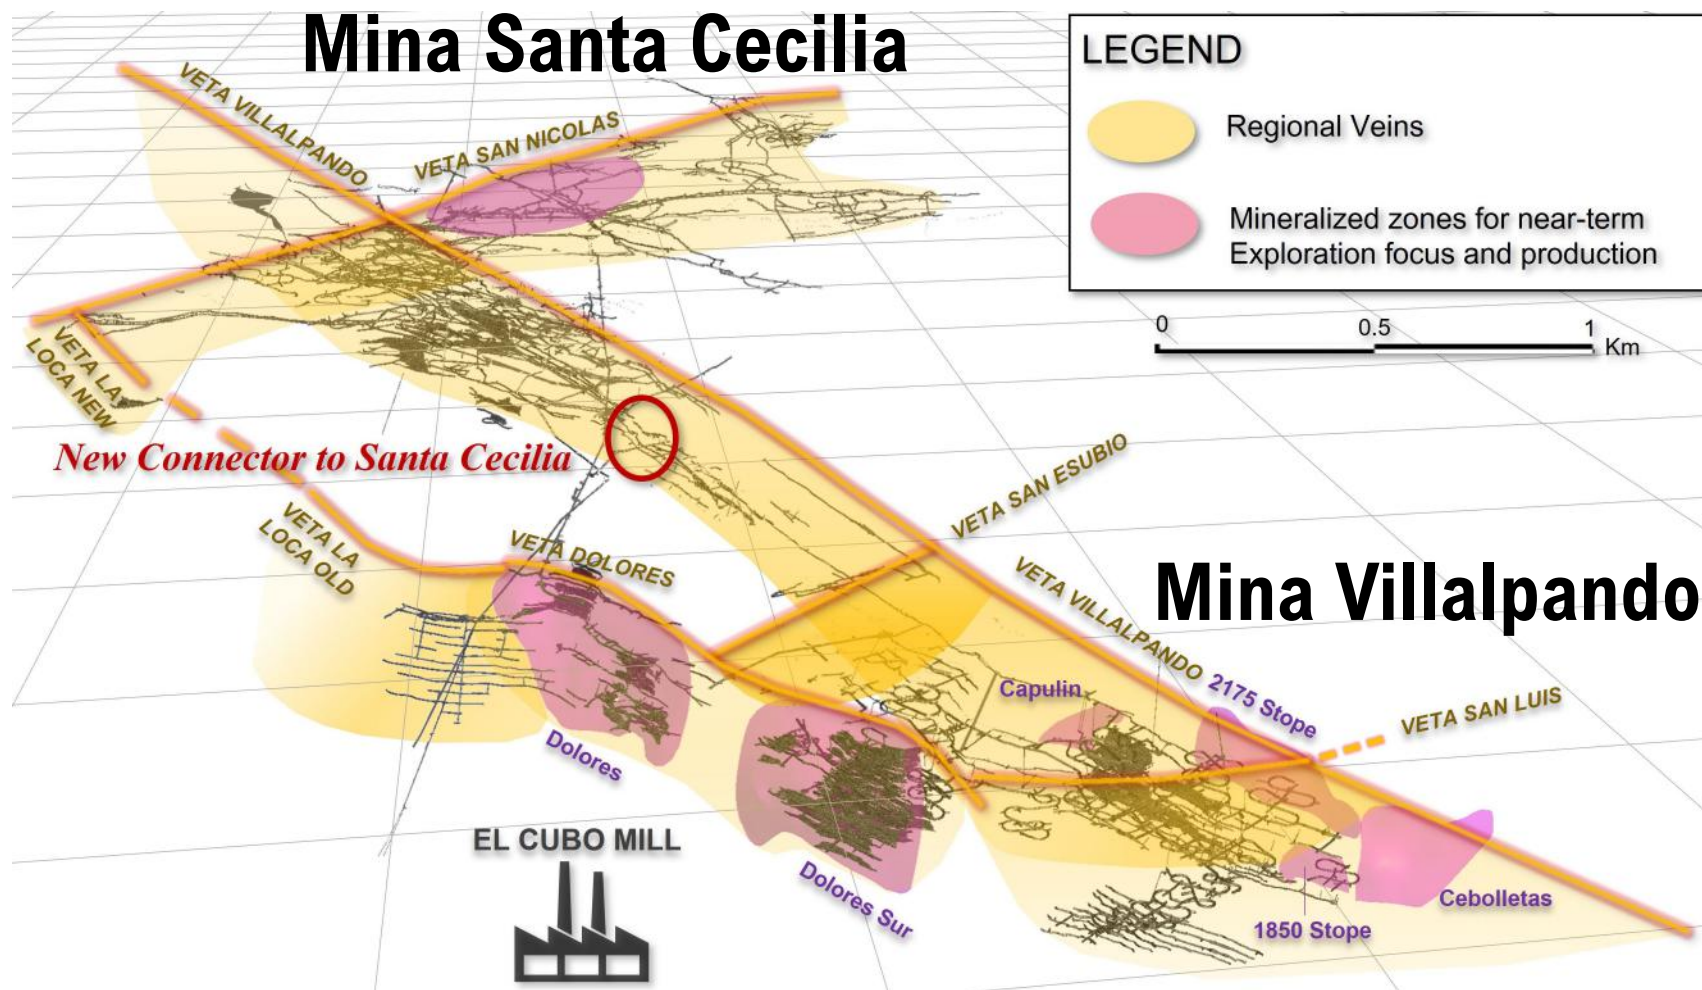 Mina Santa Cecilia
LEGEND
Regional Veins
Mineralized zones for near-term
Exploration focus and production
0 0.5 1
Km
VETA VILLALPANDO
VETA SAN NICOLAS
VETA LA
LOCA NEW
New Connector to Santa Cecilia
VETA SAN ESUBIO
VETA LA
LOCA OLD
VETA DOLORES
VETA VILLALPANDO
Mina Villalpando
2175 Stope
Capulin
VETA SAN LUIS
Dolores
EL CUBO MILL
Dolores Sur
Cebolletas
1850 Stope